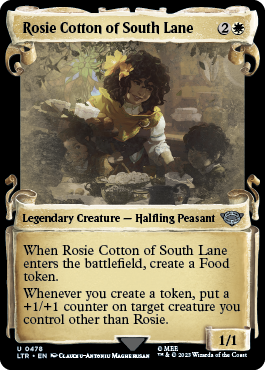 Rosie Cotton of South Lane 2
Legendary Creature — Halfling Peasant
When Rosie Cotton of South Lane
enters the battlefield, create a Food
token.
Whenever you create a token, put a
+1/+1 counter on target creature you
control other than Rosie.
1/1
U 0476
LTR • EN Claudiu-Antoniu Magherusan
© MEE
™ & © 2023 Wizards of the Coast